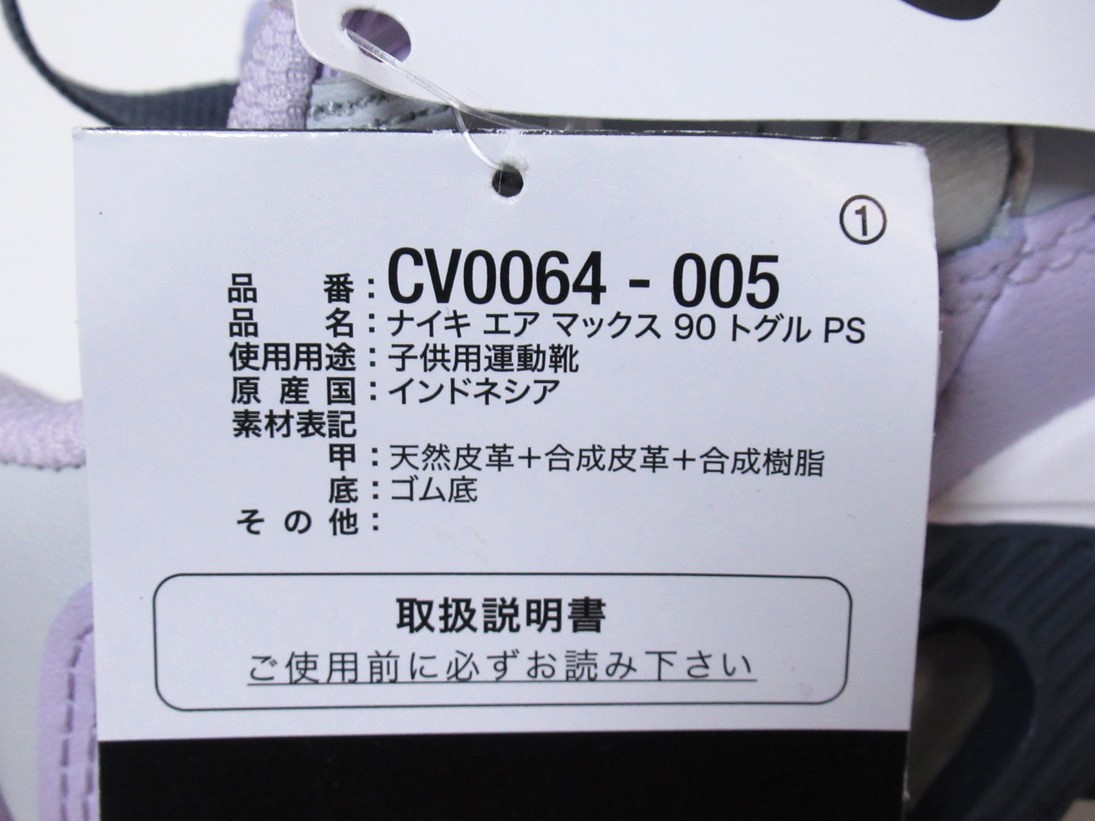 ①
品番：CV0064 - 005
品名：ナイキ エア マックス 90 トグル PS
使用用途：子供用運動靴
原産国：インドネシア
素材表記
甲：天然皮革＋合成皮革＋合成樹脂
底：ゴム底
その他：
取扱説明書
ご使用前に必ずお読み下さい